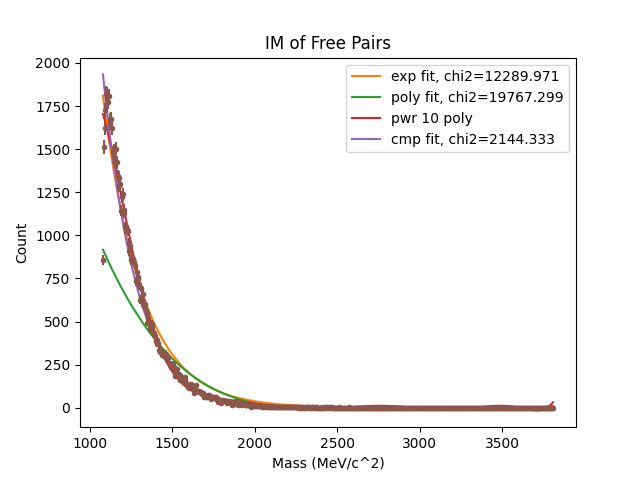 IM of Free Pairs
exp fit, chi2=12289.971
poly fit, chi2=19767.299
pwr 10 poly
cmp fit, chi2=2144.333
2000
1750
1500
1250
1000
750
500
250
0
Count
1000 1500 2000 2500 3000 3500
Mass (MeV/c^2)